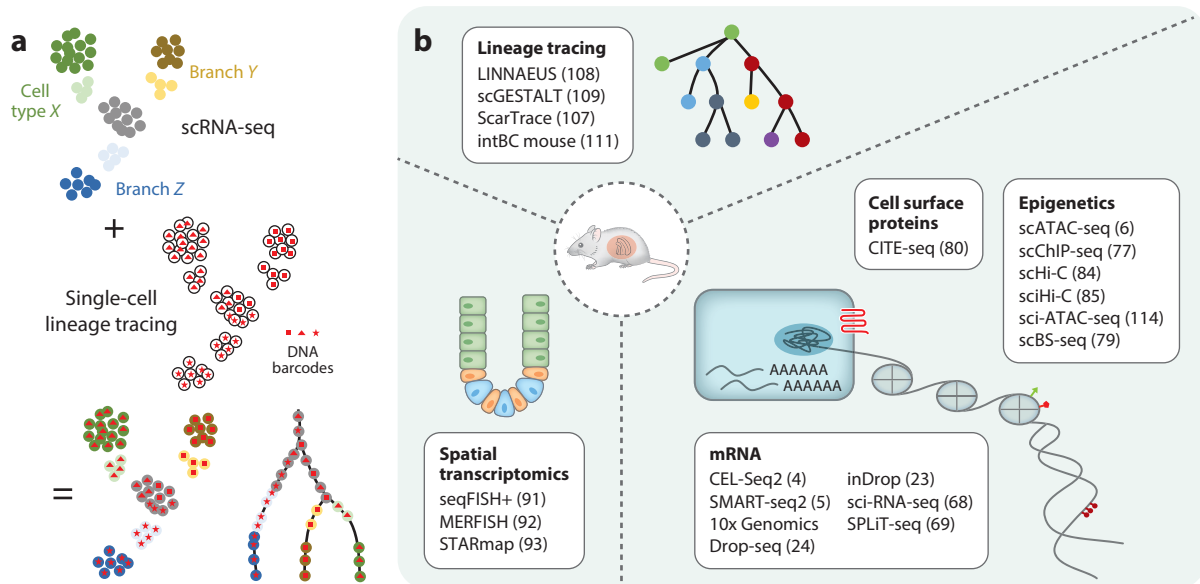 a
Cell
type X
Branch Y
scRNA-seq
Branch Z
+
Single-cell
lineage tracing
DNA
barcodes
=
b
Lineage tracing
LINNAEUS (108)
scGESTALT (109)
ScarTrace (107)
intBC mouse (111)
Cell surface
proteins
CITE-seq (80)
Epigenetics
scATAC-seq (6)
scChIP-seq (77)
scHi-C (84)
sciHi-C (85)
sci-ATAC-seq (114)
scBS-seq (79)
AAAAAA
AAAAAA
Spatial
transcriptomics
seqFISH+ (91)
MERFISH (92)
STARmap (93)
mRNA
CEL-Seq2 (4)
SMART-seq2 (5)
10x Genomics
Drop-seq (24)
inDrop (23)
sci-RNA-seq (68)
SPLiT-seq (69)